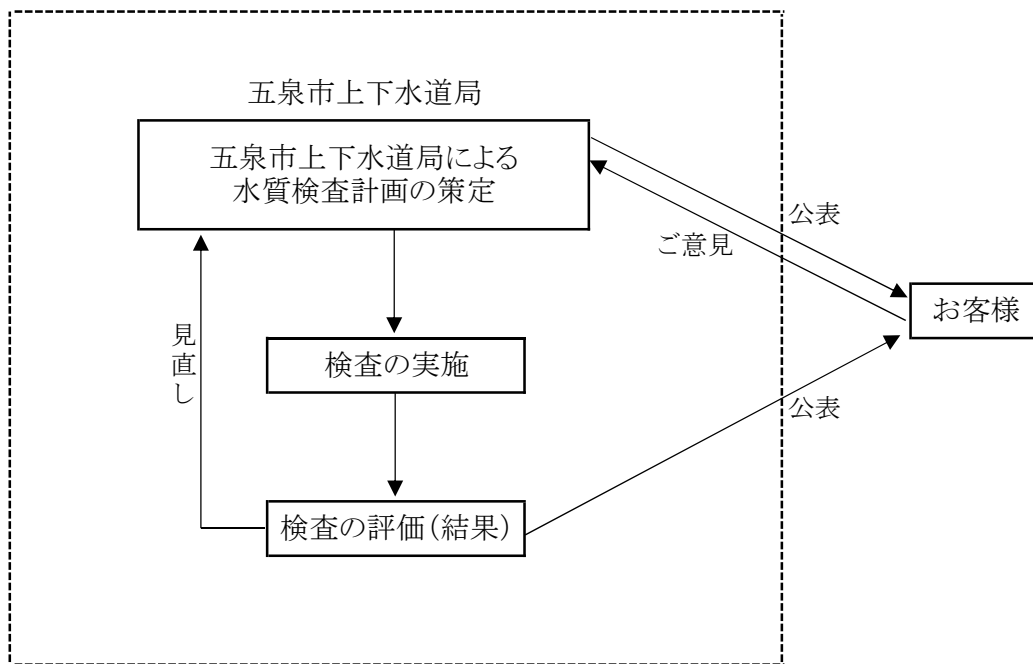 五泉市上下水道局
五泉市上下水道局による
水質検査計画の策定
公表
ご意見
お客様
見直し
検査の実施
公表
検査の評価(結果)